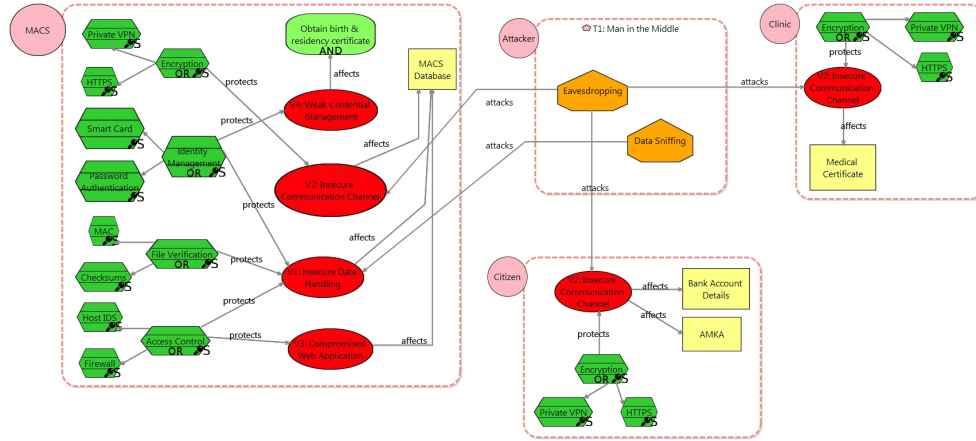 MACS
Private VPN
S
HTTPS
S
Encryption
OR S
protects
Obtain birth &
residency certificate
AND
affects
MACS
Database
V4: Weak Credential
Management
Smart Card
S
Identity
Management
OR S
protects
Password
Authentication
S
V2: Insecure
Communication Channel
affects
MAC
S
File Verification
OR S
protects
Checksums
S
V1: Insecure Data
Handling
affects
protects
Host IDS
S
Access Control
OR S
protects
Firewall
S
V3: Compromised
Web Application
affects
Attacker
T1: Man in the Middle
Eavesdropping
attacks
Data Sniffing
attacks
attacks
attacks
Clinic
Encryption
OR S
Private VPN
S
HTTPS
S
protects
V2: Insecure
Communication
Channel
affects
Medical
Certificate
Citizen
V2: Insecure
Communication
Channel
affects
Bank Account
Details
affects
AMKA
protects
Encryption
OR S
Private VPN
S
HTTPS
S